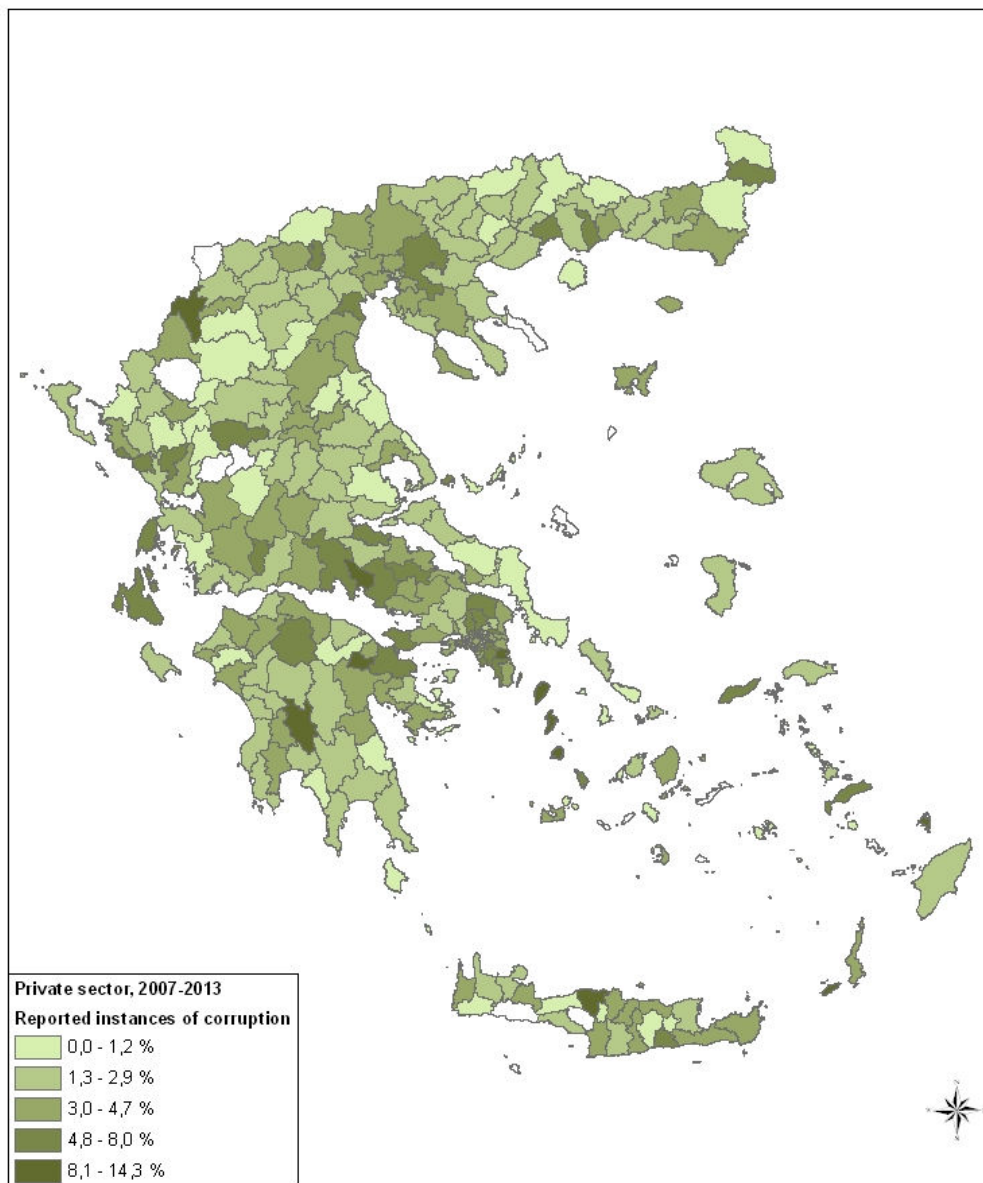 Private sector, 2007-2013
Reported instances of corruption
0,0 - 1,2 %
1,3 - 2,9 %
3,0 - 4,7 %
4,8 - 8,0 %
8,1 - 14,3 %